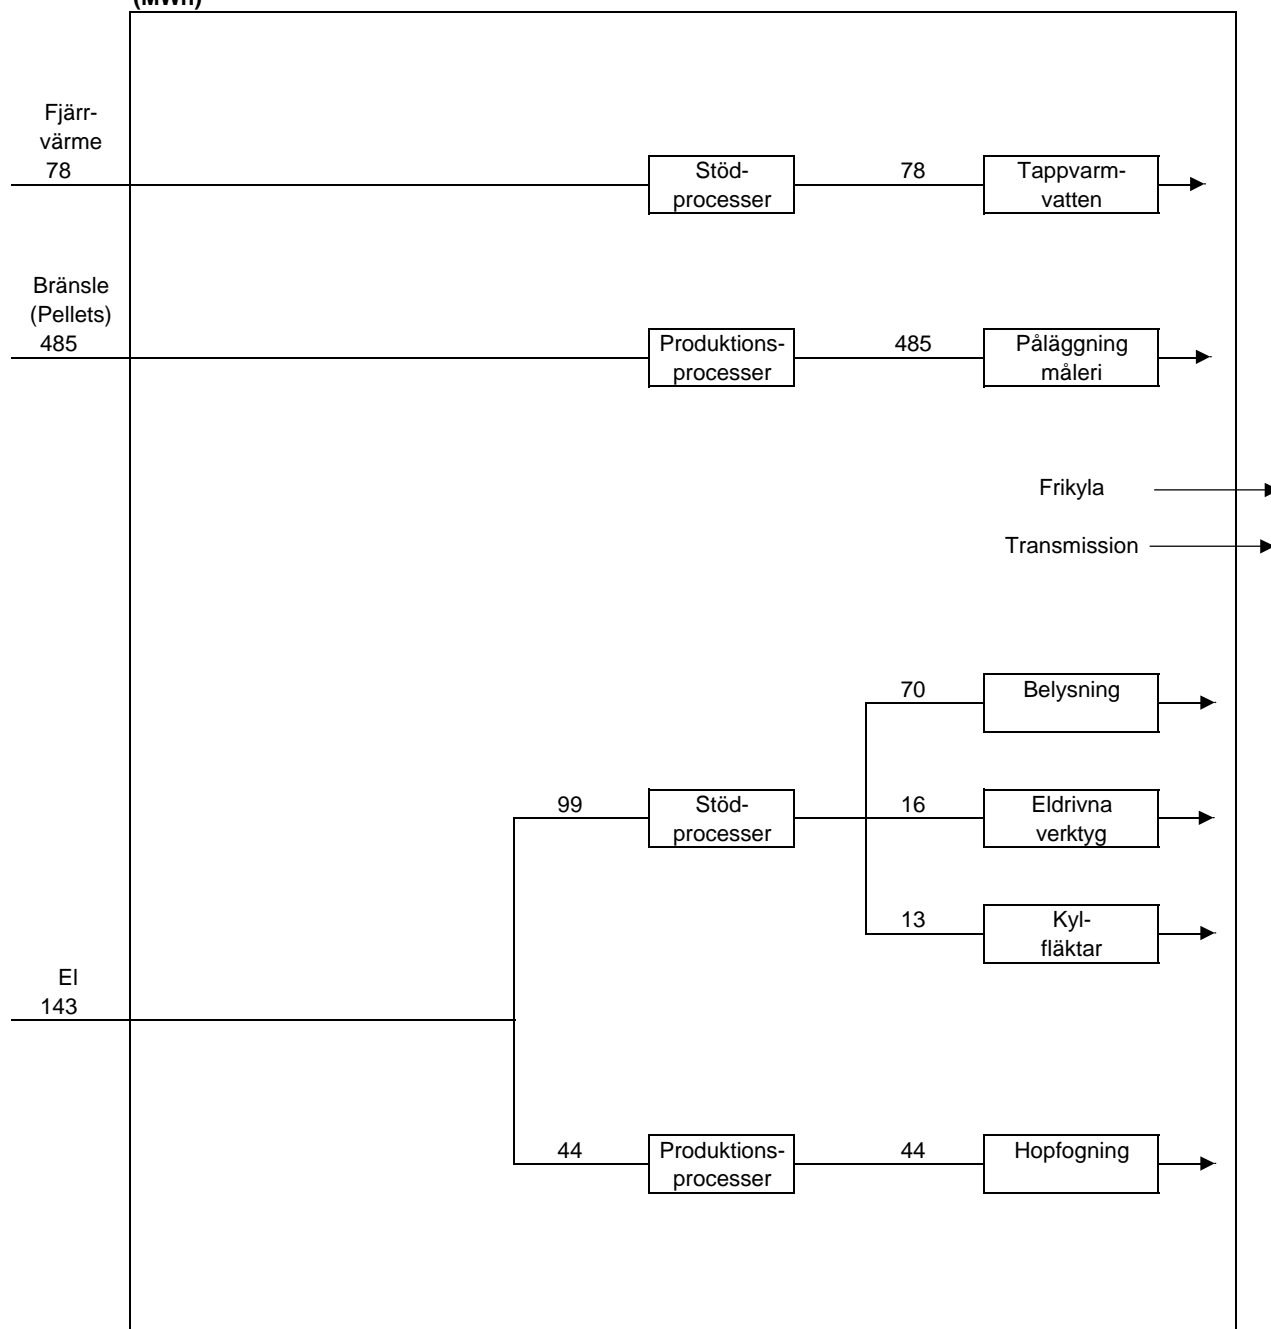 (MWh)
Fjärr-
värme
78
Stöd-
processer
78
Tappvarm-
vatten
Bränsle
(Pellets)
485
Produktions-
processer
485
Påläggning
måleri
Frikyla
Transmission
70
Belysning
99
Stöd-
processer
16
Eldrivna
verktyg
13
Kyl-
fläktar
El
143
44
Produktions-
processer
44
Hopfogning